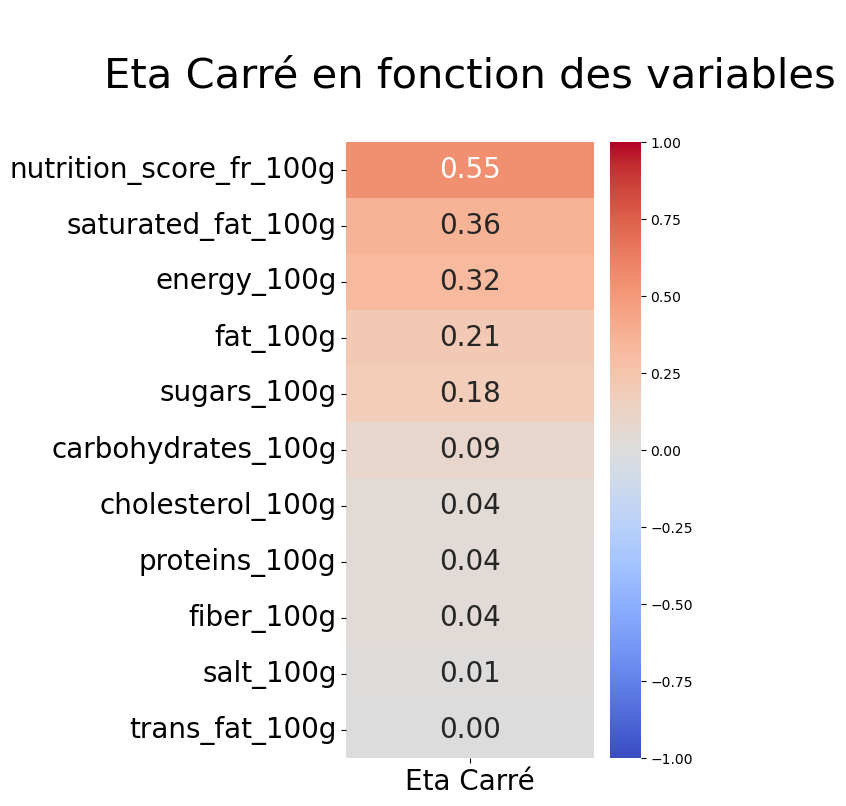 Eta Carré en fonction des variables
nutrition_score_fr_100g 0.55
saturated_fat_100g 0.36
energy_100g 0.32
fat_100g 0.21
sugars_100g 0.18
carbohydrates_100g 0.09
cholesterol_100g 0.04
proteins_100g 0.04
fiber_100g 0.04
salt_100g 0.01
trans_fat_100g 0.00
Eta Carré
1.00
0.75
0.50
0.25
0.00
−0.25
−0.50
−0.75
−1.00